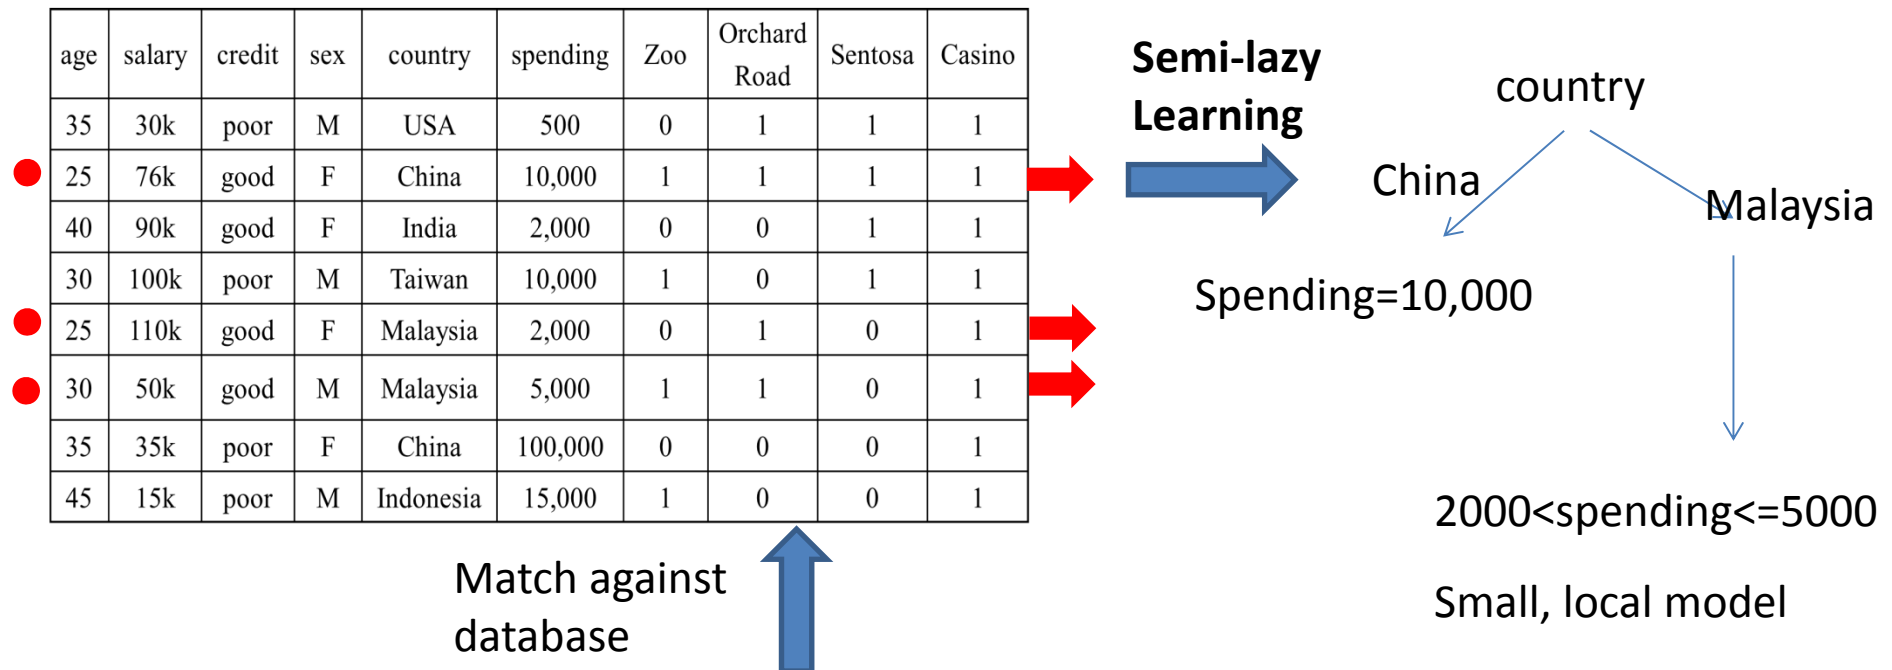 age salary credit sex country spending Zoo Orchard Road Sentosa Casino
35 30k poor M USA 500 0 1 1 1
25 76k good F China 10,000 1 1 1 1
40 90k good F India 2,000 0 0 1 1
30 100k poor M Taiwan 10,000 1 0 1 1
25 110k good F Malaysia 2,000 0 1 0 1
30 50k good M Malaysia 5,000 1 1 0 1
35 35k poor F China 100,000 0 0 0 1
45 15k poor M Indonesia 15,000 1 0 0 1
Match against
database
Semi-lazy
Learning
country
China
Malaysia
Spending=10,000
2000<spending<=5000
Small, local model